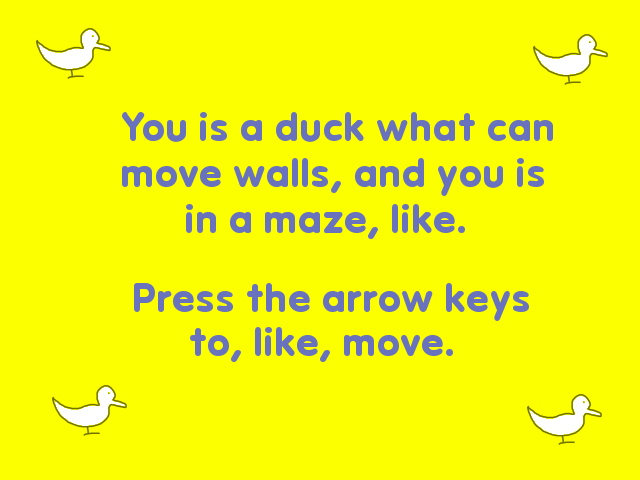 You is a duck what can
move walls, and you is
in a maze, like.
Press the arrow keys
to, like, move.